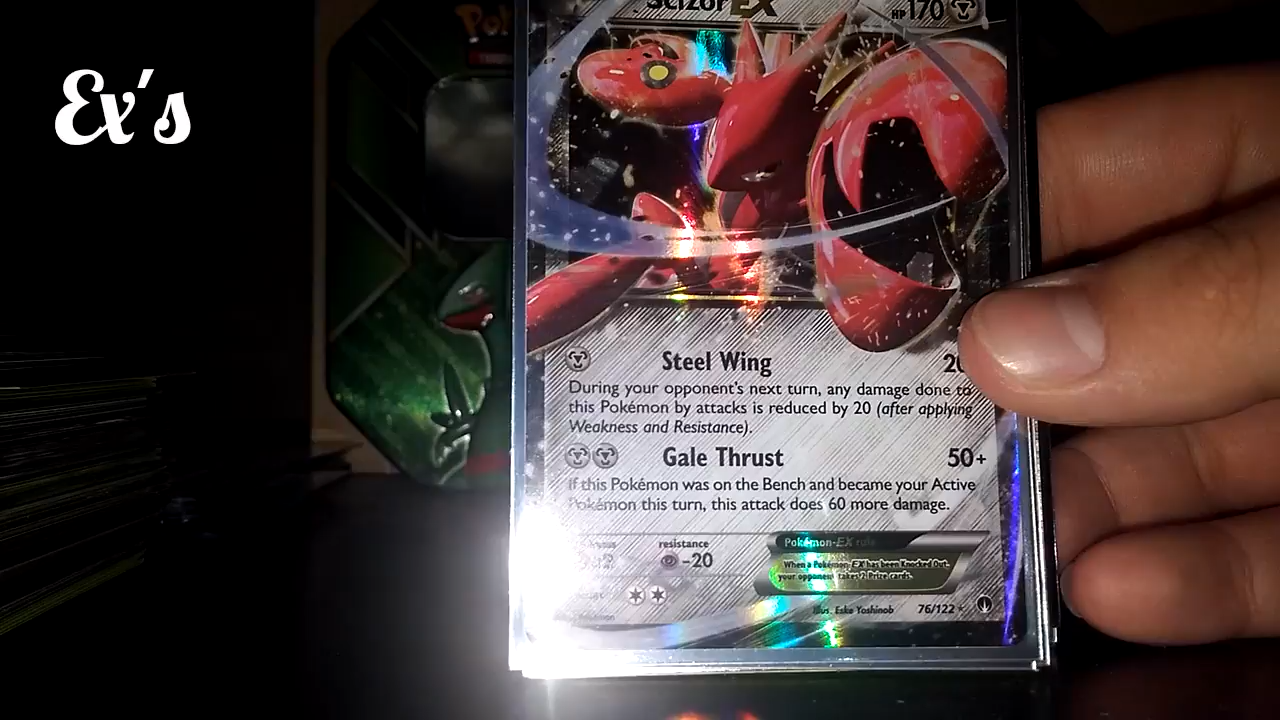 Ex's
Scizor EX
HP 170
Steel Wing 20
During your opponent's next turn, any damage done to
this Pokémon by attacks is reduced by 20 (after applying
Weakness and Resistance).
Gale Thrust 50+
If this Pokémon was on the Bench and became your Active
Pokémon this turn, this attack does 60 more damage.
resistance
-20
Pokémon-EX rule
When a Pokémon-EX has been Knocked Out,
your opponent takes 2 Prize cards.
Illus. Eske Yoshinob
76/122